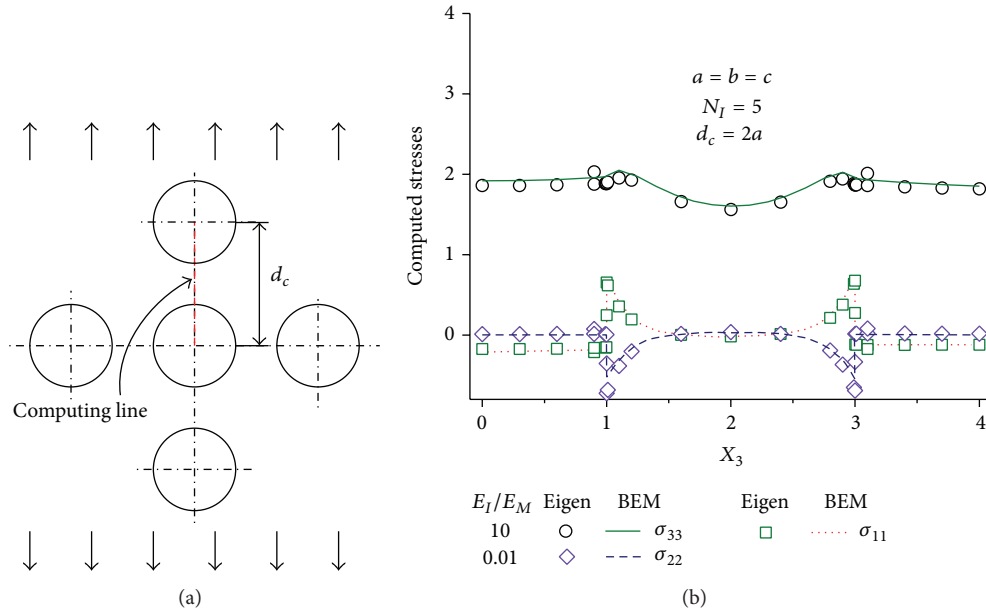 d_c
Computing line
(a)
4
3
2
1
0
Computed stresses
a = b = c
N_I = 5
d_c = 2a
0 1 2 3 4
X_3
E_I/E_M Eigen BEM Eigen BEM
10 σ_33 σ_11
0.01 σ_22
(b)